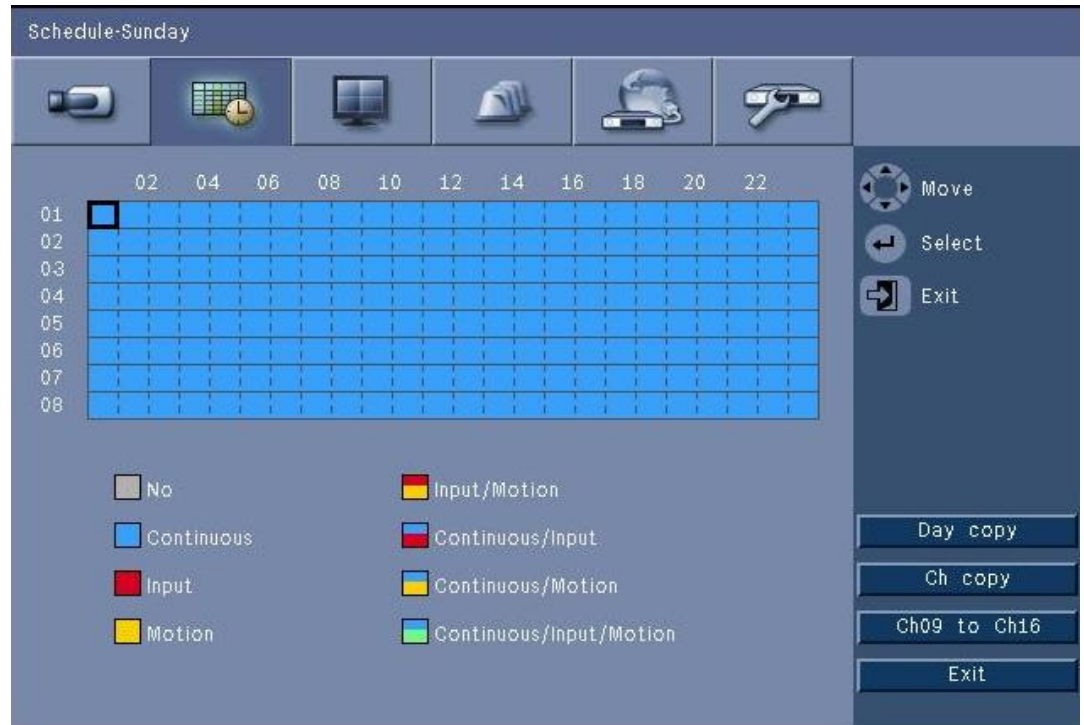 Schedule-Sunday
02 04 06 08 10 12 14 16 18 20 22
01
02
03
04
05
06
07
08
Move
Select
Exit
No
Continuous
Input
Motion
Input/Motion
Continuous/Input
Continuous/Motion
Continuous/Input/Motion
Day copy
Ch copy
Ch09 to Ch16
Exit